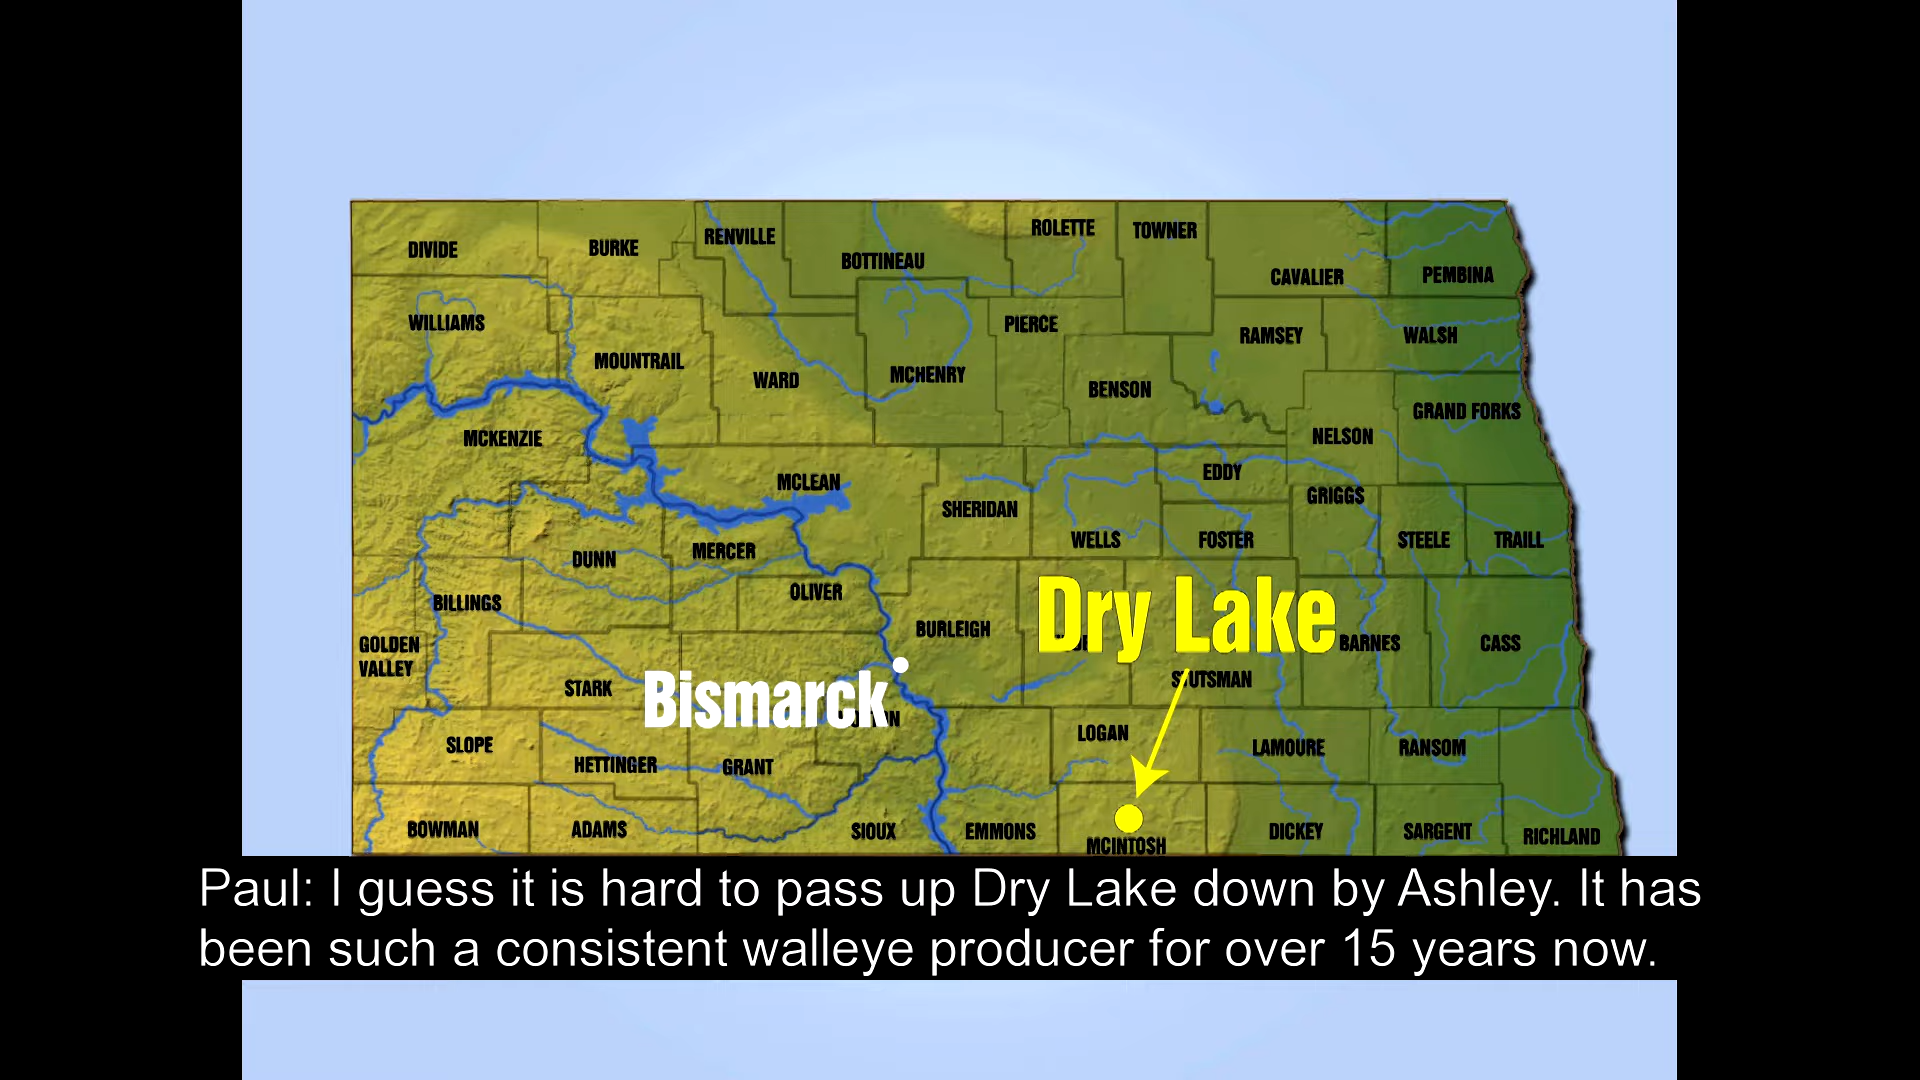 DIVIDE
BURKE
RENVILLE
BOTTINEAU
ROLETTE
TOWNER
CAVALIER
PEMBINA
WILLIAMS
MOUNTRAIL
WARD
MCHENRY
PIERCE
BENSON
RAMSEY
WALSH
GRAND FORKS
NELSON
MCKENZIE
MCLEAN
SHERIDAN
WELLS
EDDY
FOSTER
GRIGGS
STEELE
TRAILL
DUNN
MERCER
OLIVER
BILLINGS
GOLDEN
VALLEY
BURLEIGH
Dry Lake
BARNES
CASS
STARK
Bismarck
STUTSMAN
SLOPE
HETTINGER
GRANT
LOGAN
LAMOURE
RANSOM
BOWMAN
ADAMS
SIOUX
EMMONS
MCINTOSH
DICKEY
SARGENT
RICHLAND
Paul: I guess it is hard to pass up Dry Lake down by Ashley. It has
been such a consistent walleye producer for over 15 years now.